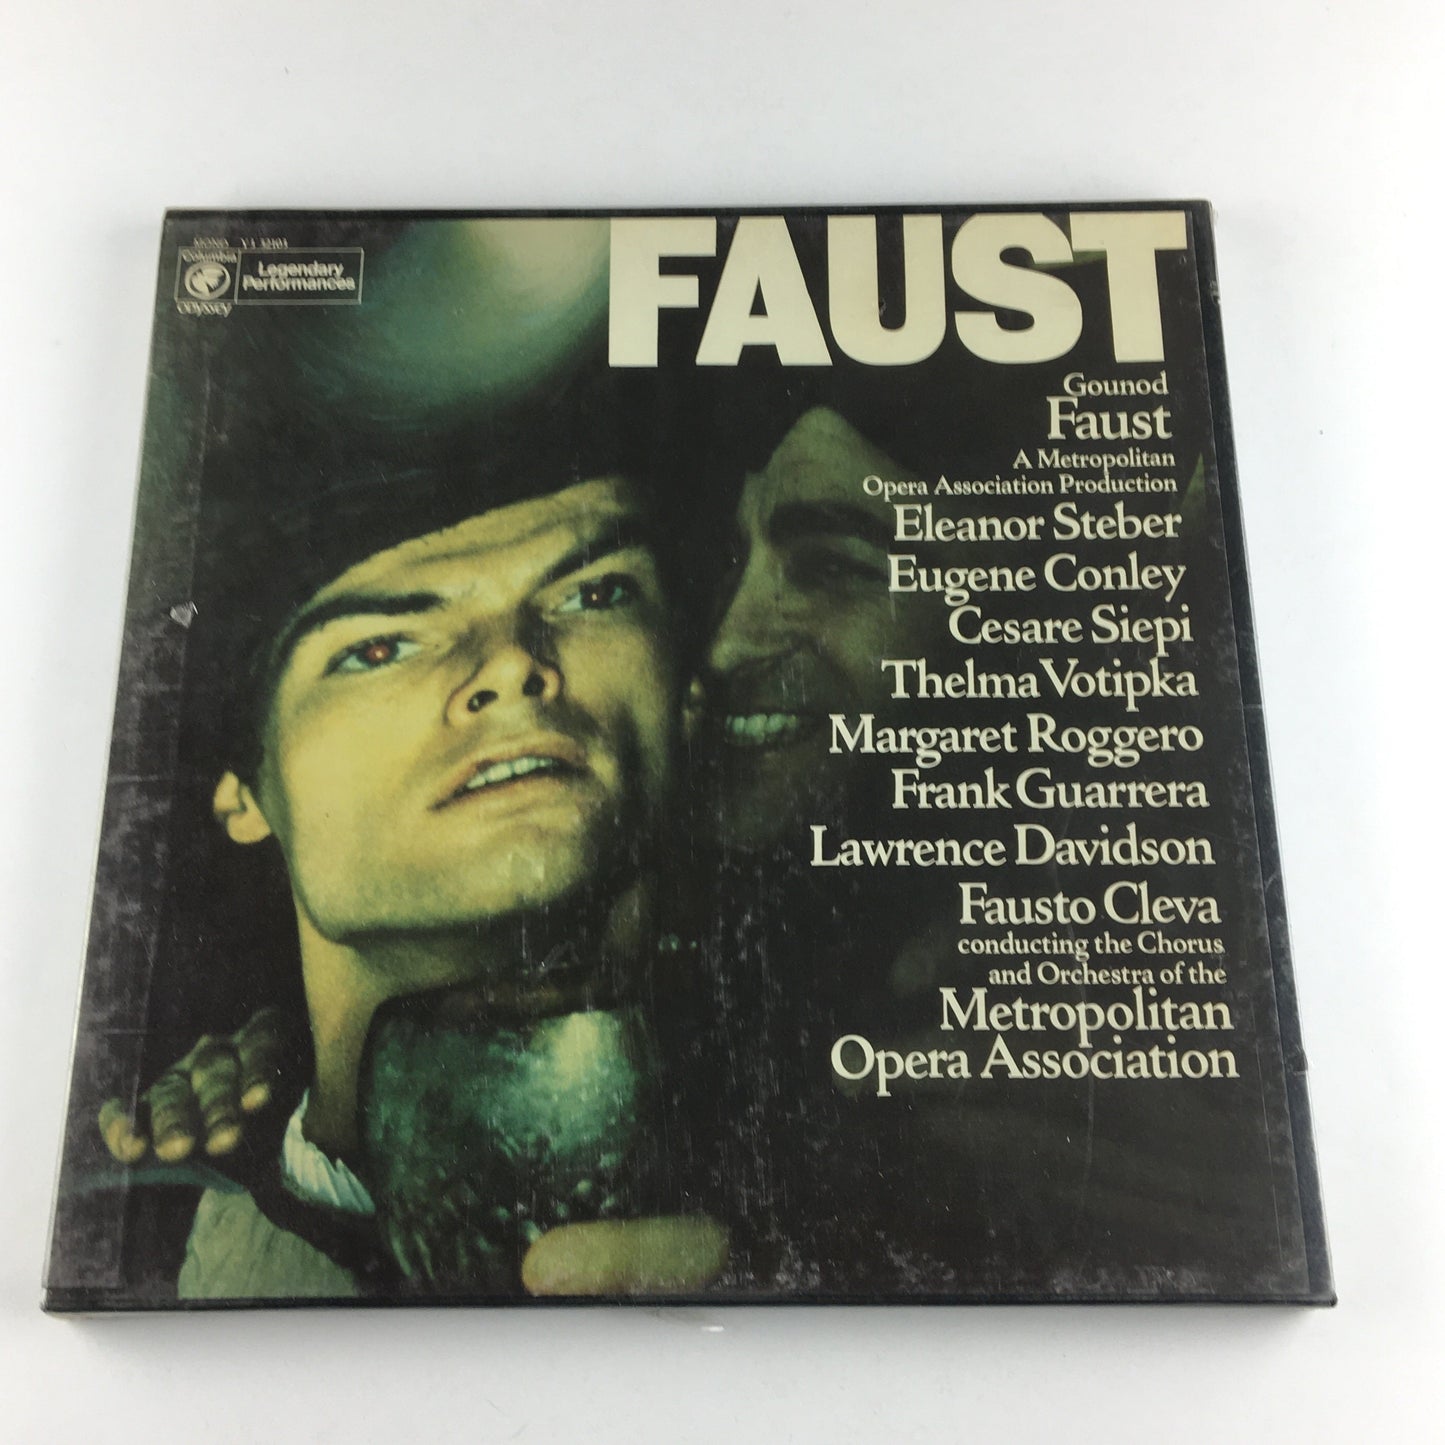 MONO Y3 32103
Columbia
odyssey
Legendary
Performances
FAUST
Gounod
Faust
A Metropolitan
Opera Association Production
Eleanor Steber
Eugene Conley
Cesare Siepi
Thelma Votipka
Margaret Roggero
Frank Guarrera
Lawrence Davidson
Fausto Cleva
conducting the Chorus
and Orchestra of the
Metropolitan
Opera Association